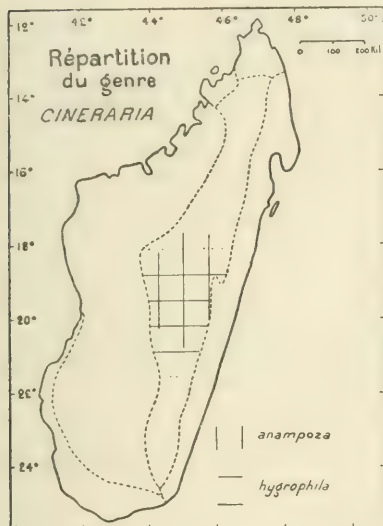 42° 44° 46° 48° 50°
12°
0 100 200 Kil
Répartition
du genre
CINERARIA
14°
16°
18°
20°
22°
24°
anampoza
hygrophila